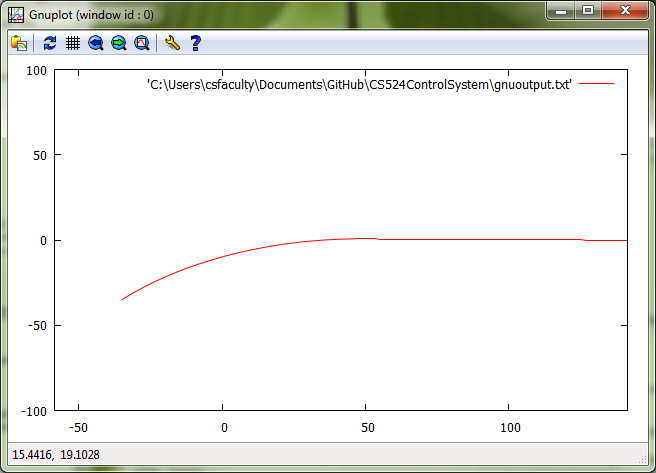 Gnuplot (window id : 0)
100
'C:\Users\csfaculty\Documents\GitHub\CS524ControlSystem\gnuoutput.txt'
50
0
-50
-100
-50 0 50 100
15.4416, 19.1028